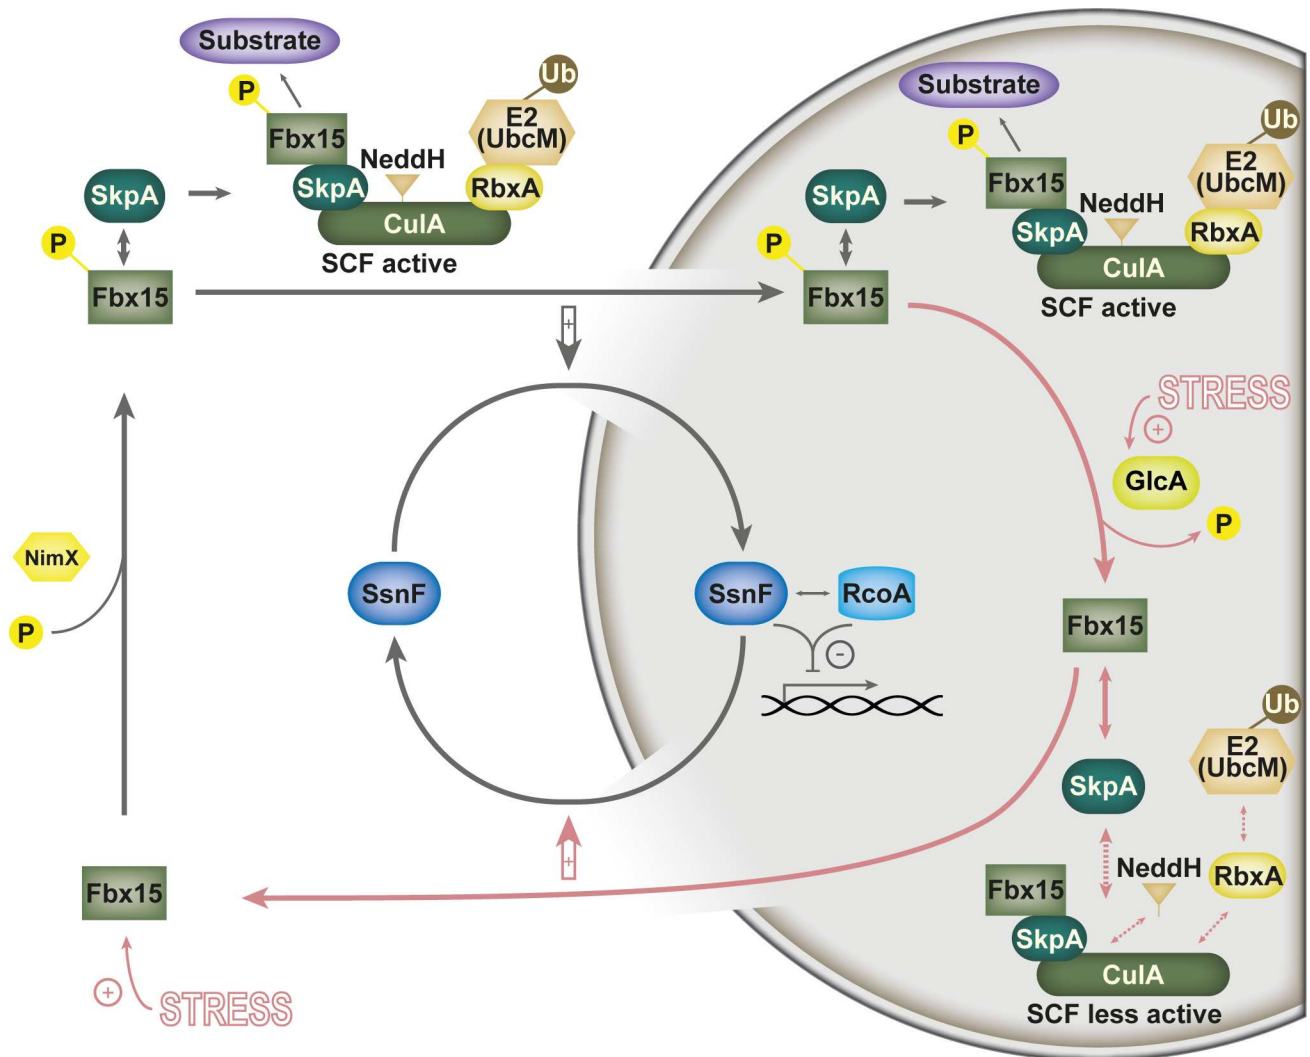 Substrate
P
Ub
Fbx15
E2
(UbcM)
NeddH
SkpA
SkpA
RbxA
CulA
P
SCF active
Fbx15
Substrate
P
Ub
Fbx15
E2
(UbcM)
SkpA
NeddH
SkpA
RbxA
P
CulA
Fbx15
SCF active
+
STRESS
+
GlcA
P
NimX
P
SsnF
SsnF
RcoA
-
Fbx15
Ub
E2
(UbcM)
SkpA
+
NeddH
Fbx15
RbxA
SkpA
CulA
SCF less active
Fbx15
+
STRESS